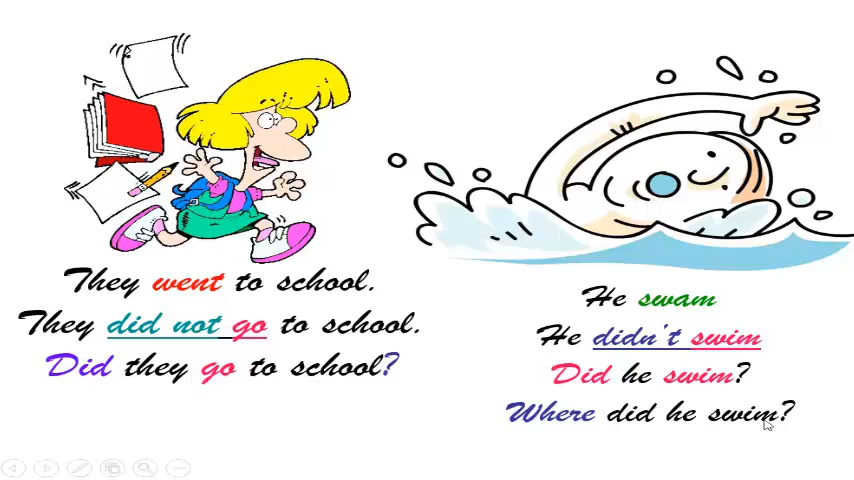 They went to school.
They did not go to school.
Did they go to school?
He swam
He didn't swim
Did he swim?
Where did he swim?